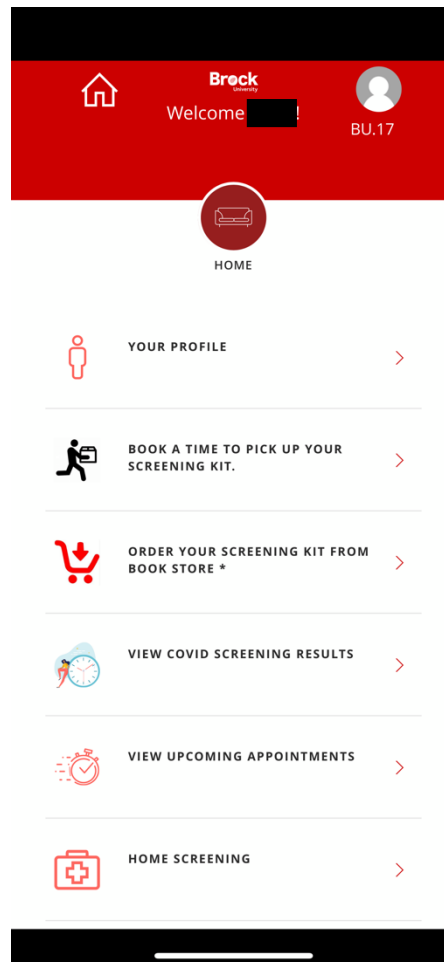 Brock
University
Welcome !
BU.17
HOME
YOUR PROFILE
BOOK A TIME TO PICK UP YOUR
SCREENING KIT.
ORDER YOUR SCREENING KIT FROM
BOOK STORE *
VIEW COVID SCREENING RESULTS
VIEW UPCOMING APPOINTMENTS
HOME SCREENING